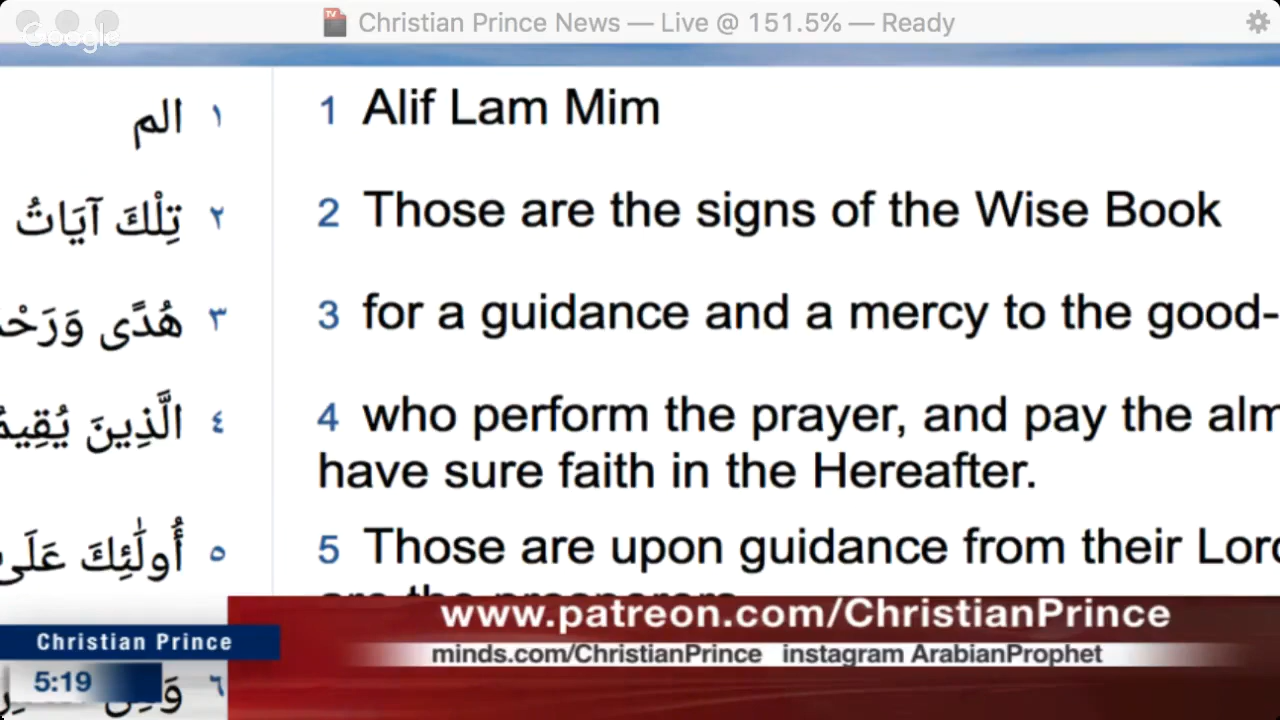 Christian Prince News — Live @ 151.5% — Ready
Google
الم ١
1 Alif Lam Mim
تِلْكَ آيَاتُ ٢
2 Those are the signs of the Wise Book
هُدًى ٣
3 for a guidance and a mercy to the good-
الَّذِينَ ٤
4 who perform the prayer, and pay the
have sure faith in the Hereafter.
أُولَٰئِكَ عَلَىٰ ٥
5 Those are upon guidance from their
are the prosperers
www.patreon.com/ChristianPrince
Christian Prince
minds.com/ChristianPrince instagram ArabianProphet
5:19
٦